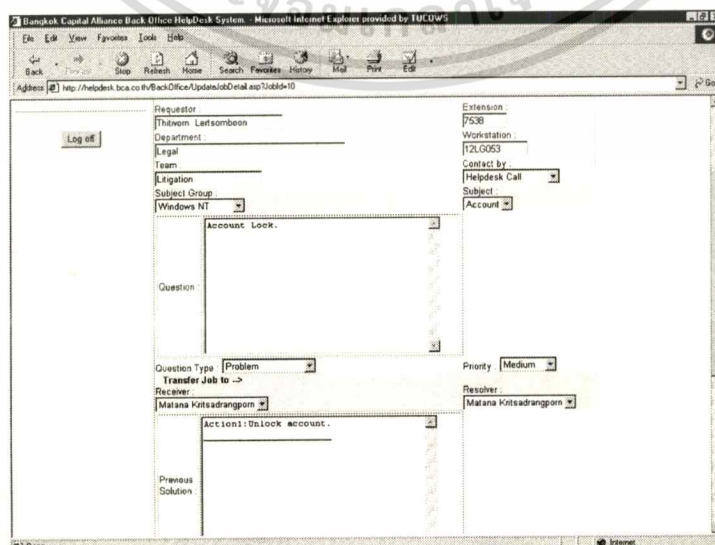 Bangkok Capital Alliance Back Office HelpDesk System. - Microsoft Internet Explorer provided by TUCOWS
File Edit View Favorites Tools Help
Back Forward Stop Refresh Home Search Favorites History Mail Print Edit
Address http://helpdesk.bca.co.th/BackOffice/UpdateJobDetail.asp?JobId=10 Go
Log off
Requestor : Extension :
Thitivorn Lertsomboon 7538
Department : Workstation :
Legal 12LG053
Team : Contact by :
Litigation Helpdesk Call
Subject Group : Subject :
Windows NT Account
Account Lock.
Question :
Question Type : Problem Priority : Medium
Transfer Job to -->
Receiver : Resolver :
Matana Kritsadrangporn Matana Kritsadrangporn
Action1:Unlock account.
Previous
Solution :
Internet